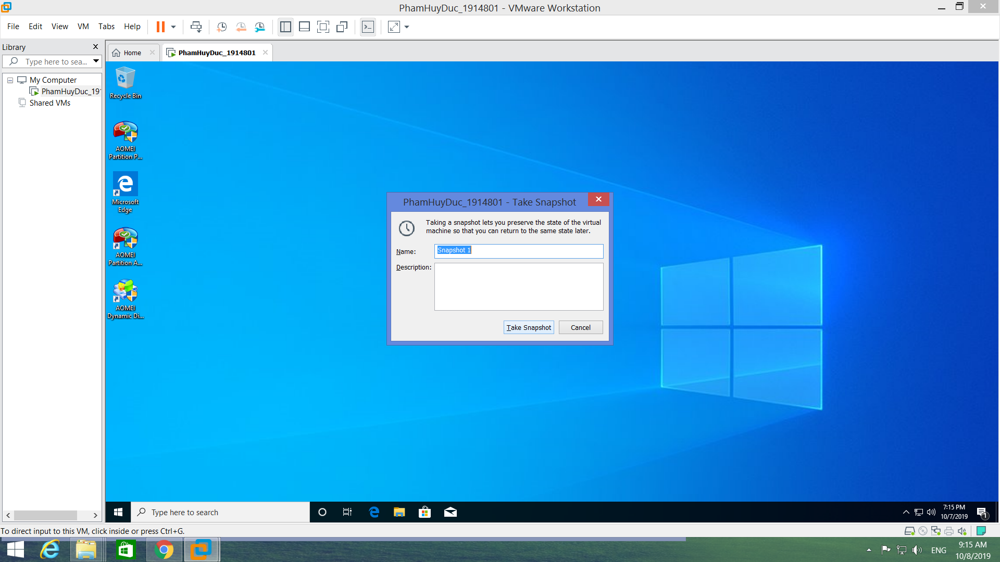 PhamHuyDuc_1914801 - VMware Workstation
File Edit View VM Tabs Help
Library
Type here to sea...
My Computer
PhamHuyDuc_19
Shared VMs
Home
PhamHuyDuc_1914801
Recycle Bin
AOMEI
Partition P...
Microsoft
Edge
AOMEI
Partition A...
AOMEI
Dynamic Di...
PhamHuyDuc_1914801 - Take Snapshot
Taking a snapshot lets you preserve the state of the virtual
machine so that you can return to the same state later.
Name: Snapshot 1
Description:
Take Snapshot Cancel
Type here to search
7:15 PM
10/7/2019
1
To direct input to this VM, click inside or press Ctrl+G.
ENG
9:15 AM
10/8/2019